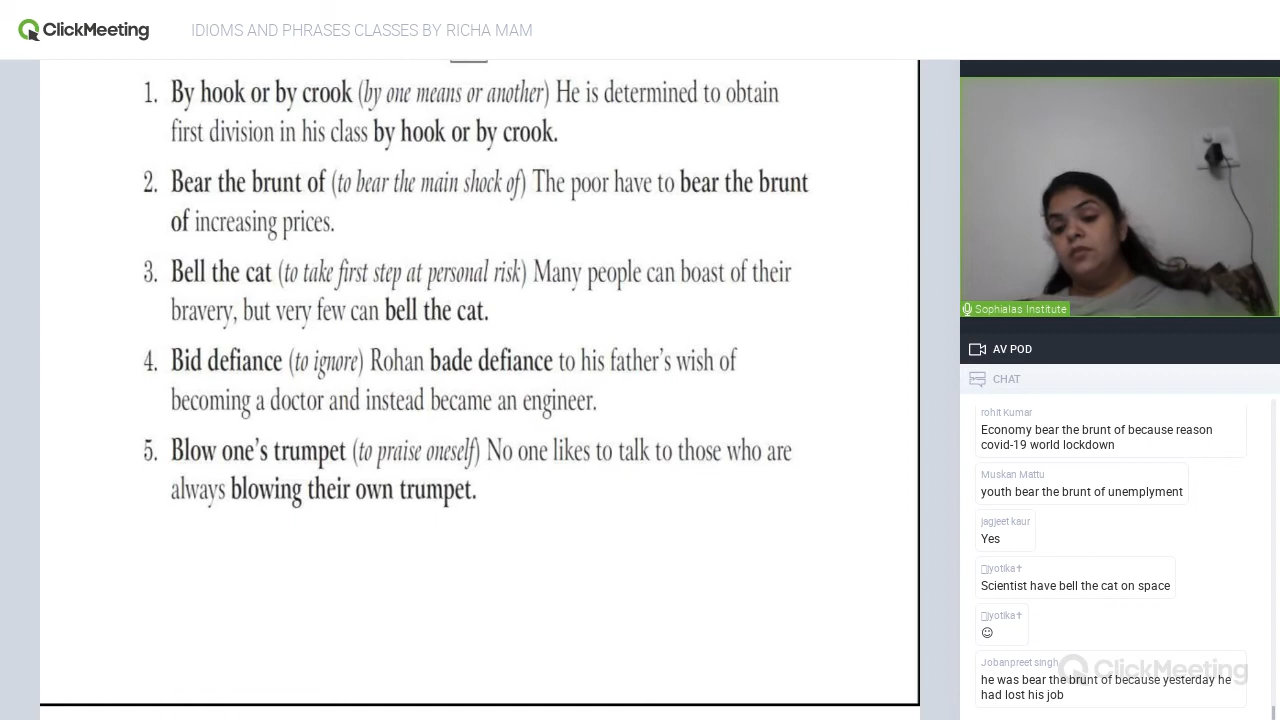 ClickMeeting
IDIOMS AND PHRASES CLASSES BY RICHA MAM
1. By hook or by crook (by one means or another) He is determined to obtain
first division in his class by hook or by crook.
2. Bear the brunt of (to bear the main shock of) The poor have to bear the brunt
of increasing prices.
3. Bell the cat (to take first step at personal risk) Many people can boast of their
bravery, but very few can bell the cat.
4. Bid defiance (to ignore) Rohan bade defiance to his father's wish of
becoming a doctor and instead became an engineer.
5. Blow one's trumpet (to praise oneself) No one likes to talk to those who are
always blowing their own trumpet.
Sophialas Institute
AV POD
CHAT
rohit Kumar
Economy bear the brunt of because reason
covid-19 world lockdown
Muskan Mattu
youth bear the brunt of unemplyment
jagjeet kaur
Yes
yotika✝
Scientist have bell the cat on space
yotika✝
☺
Jobanpreet singh
he was bear the brunt of because yesterday he
had lost his job
ClickMeeting